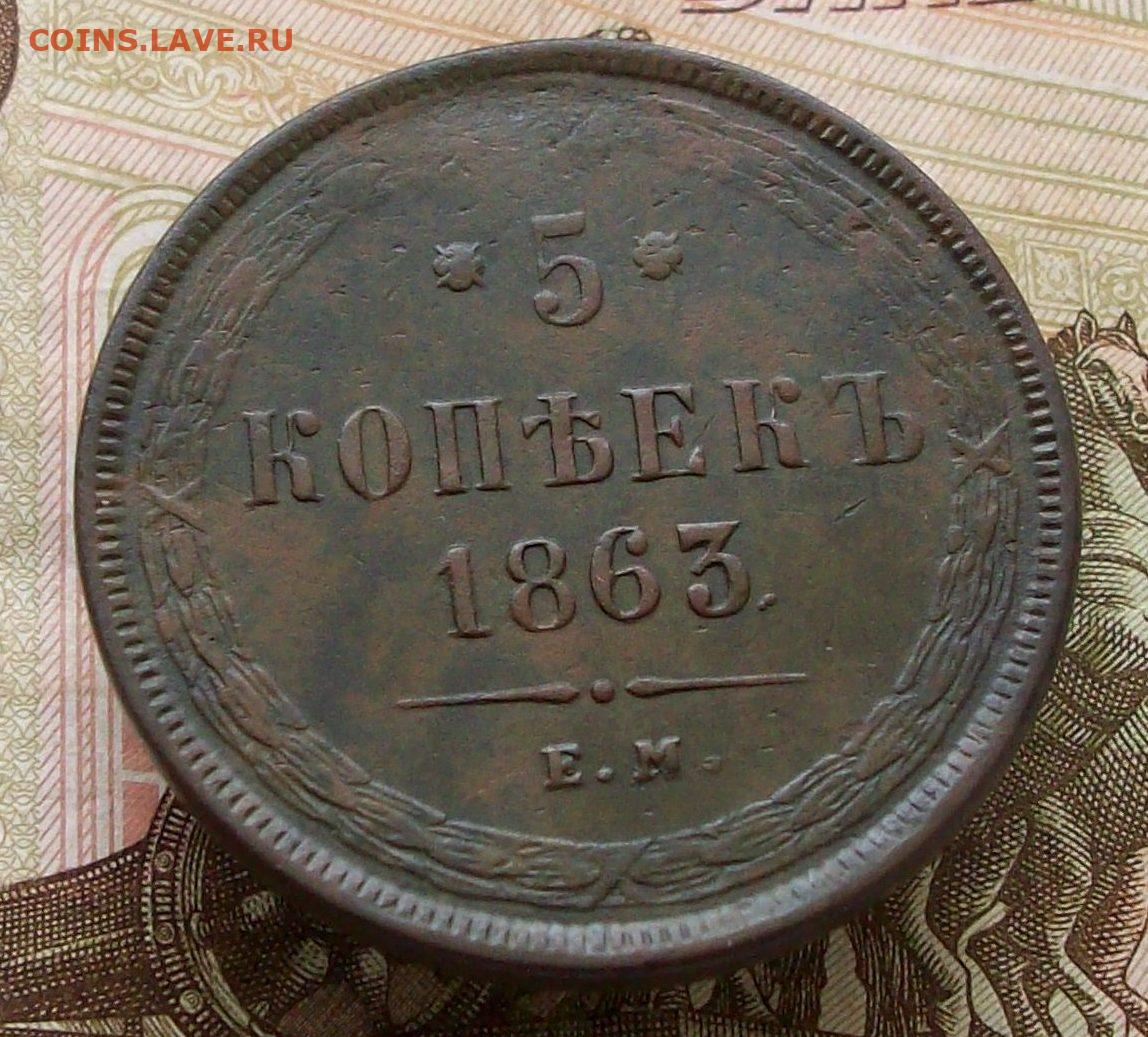 COINS.LAVE.RU
* 5 *
КОПѢЕКЪ
1863.
Е.М.